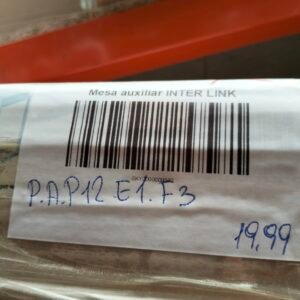 Mesa auxiliar INTER LINK
P.A.P12 E1.F3
19,99